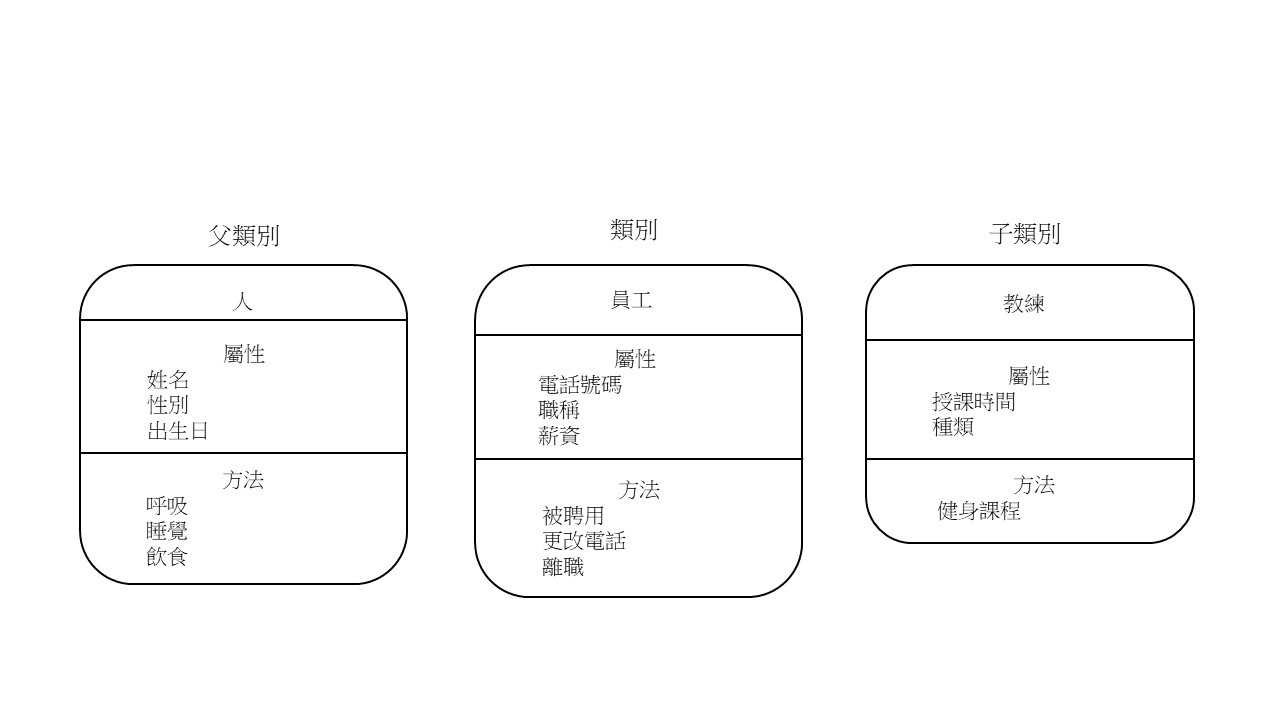 父類別
人
屬性
姓名
性別
出生日
方法
呼吸
睡覺
飲食
類別
員工
屬性
電話號碼
職稱
薪資
方法
被聘用
更改電話
離職
子類別
教練
屬性
授課時間
種類
方法
健身課程